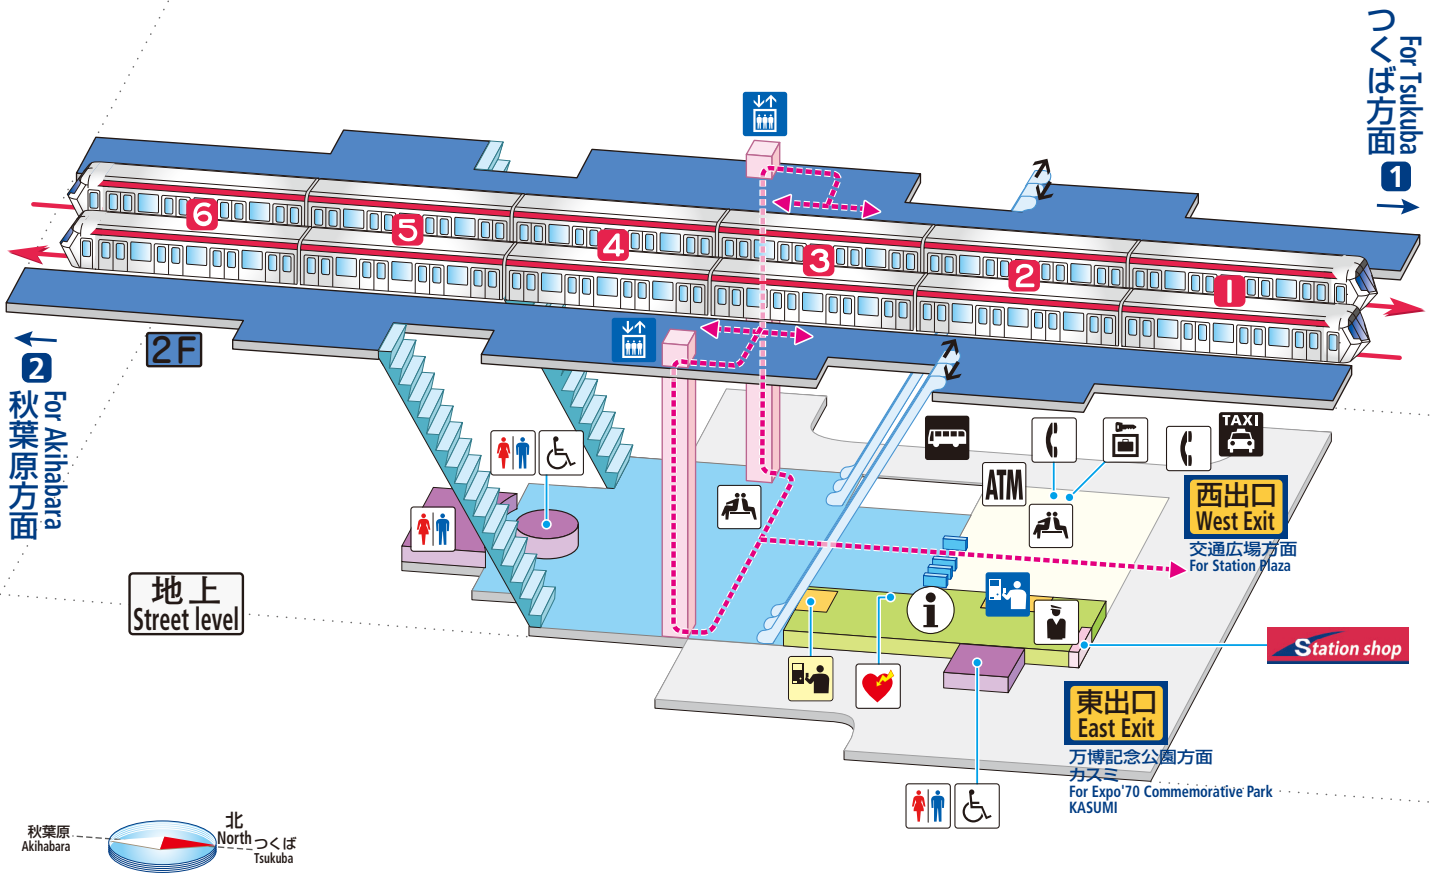 つくば方面
For Tsukuba
1
6
5
4
3
2
1
2F
2
For Akihabara
秋葉原方面
TAXI
ATM
西出口
West Exit
交通広場方面
For Station Plaza
地上
Street level
i
Station shop
東出口
East Exit
万博記念公園方面
カスミ
For Expo'70 Commemorative Park
KASUMI
北
North
秋葉原
Akihabara
つくば
Tsukuba